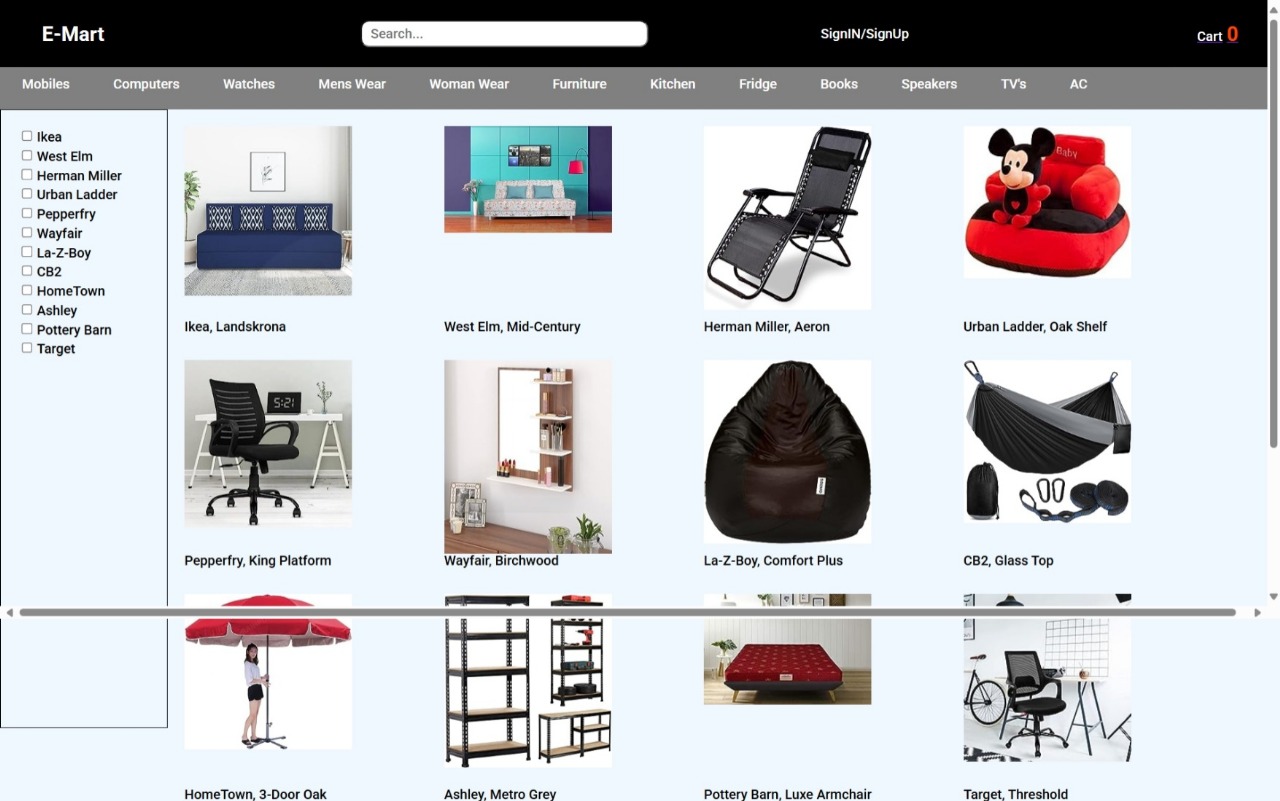 E-Mart
Search...
SignIN/SignUp
Cart 0
Mobiles Computers Watches Mens Wear Woman Wear Furniture Kitchen Fridge Books Speakers TV's AC
Ikea
West Elm
Herman Miller
Urban Ladder
Pepperfry
Wayfair
La-Z-Boy
CB2
HomeTown
Ashley
Pottery Barn
Target
Baby
Ikea, Landskrona
West Elm, Mid-Century
Herman Miller, Aeron
Urban Ladder, Oak Shelf
5:21
Pepperfry, King Platform
Wayfair, Birchwood
La-Z-Boy, Comfort Plus
CB2, Glass Top
HomeTown, 3-Door Oak
Ashley, Metro Grey
Pottery Barn, Luxe Armchair
Target, Threshold